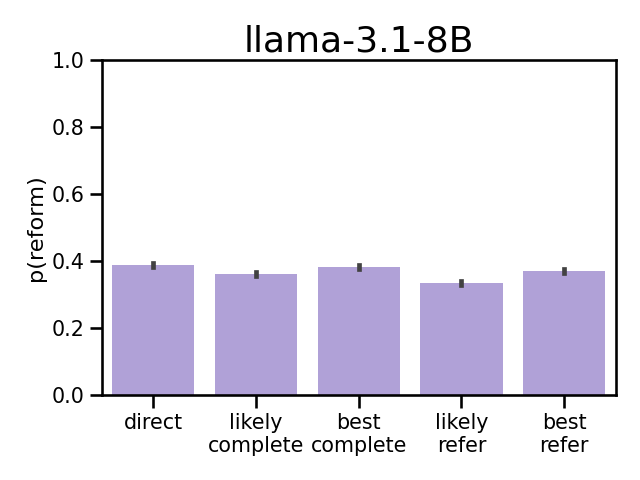 llama-3.1-8B
1.0
0.8
0.6
0.4
0.2
0.0
p(reform)
direct
likely
complete
best
complete
likely
refer
best
refer